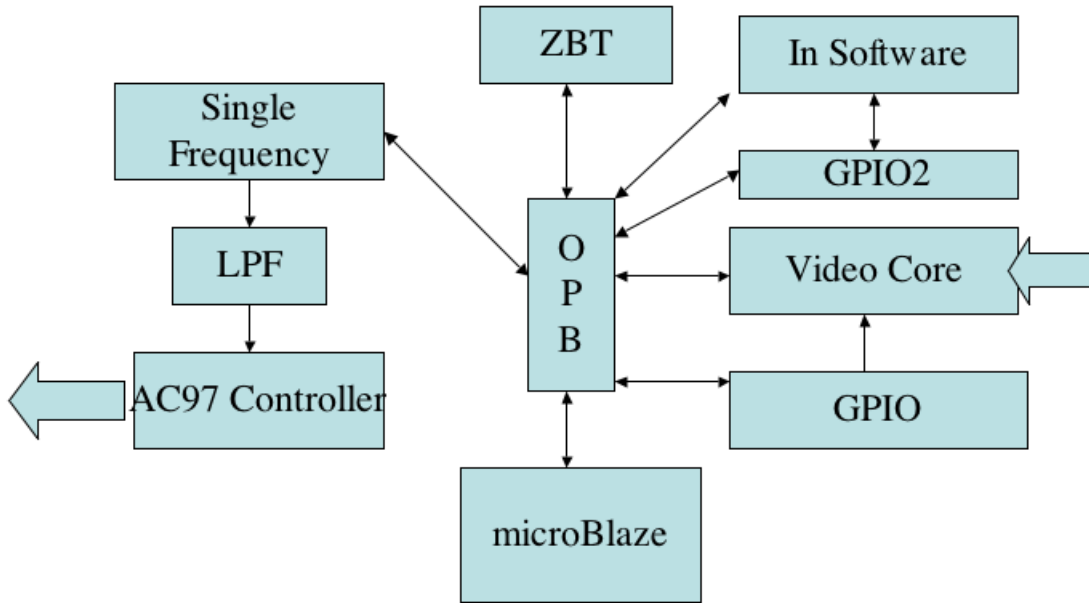 ZBT
In Software
Single
Frequency
GPIO2
LPF
O
P
B
Video Core
AC97 Controller
GPIO
microBlaze